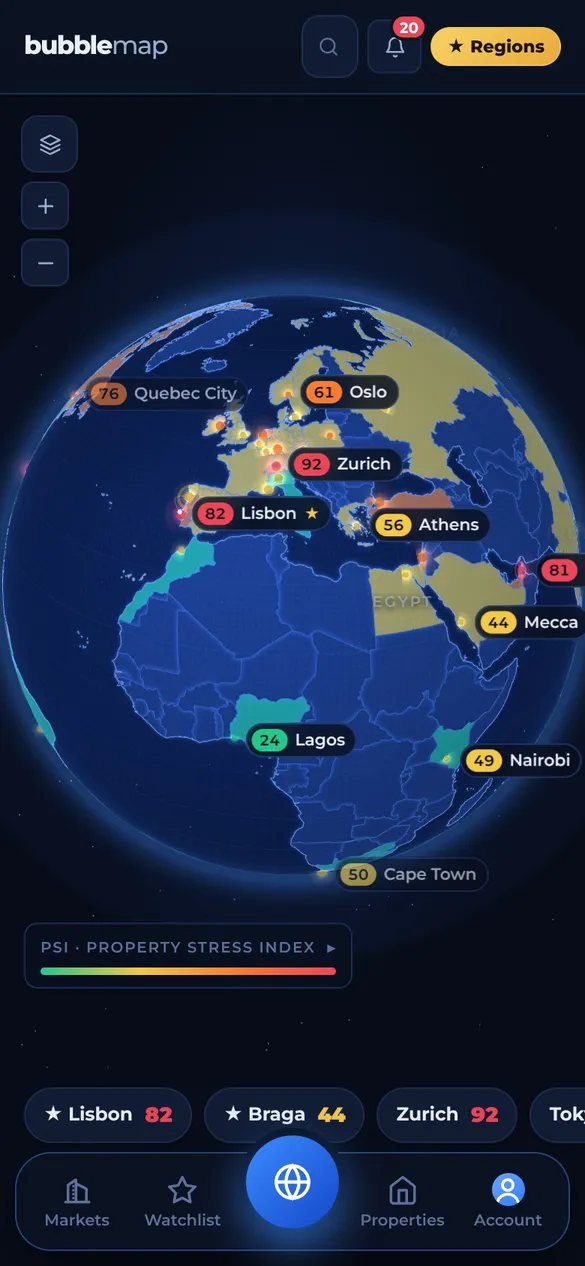 bubblemap
20
★ Regions
76 Quebec City
61 Oslo
92 Zurich
82 Lisbon ★
56 Athens
81
EGYPT
44 Mecca
24 Lagos
49 Nairobi
50 Cape Town
PSI · PROPERTY STRESS INDEX ▸
★ Lisbon 82
★ Braga 44
Zurich 92
Markets
Watchlist
Properties
Account